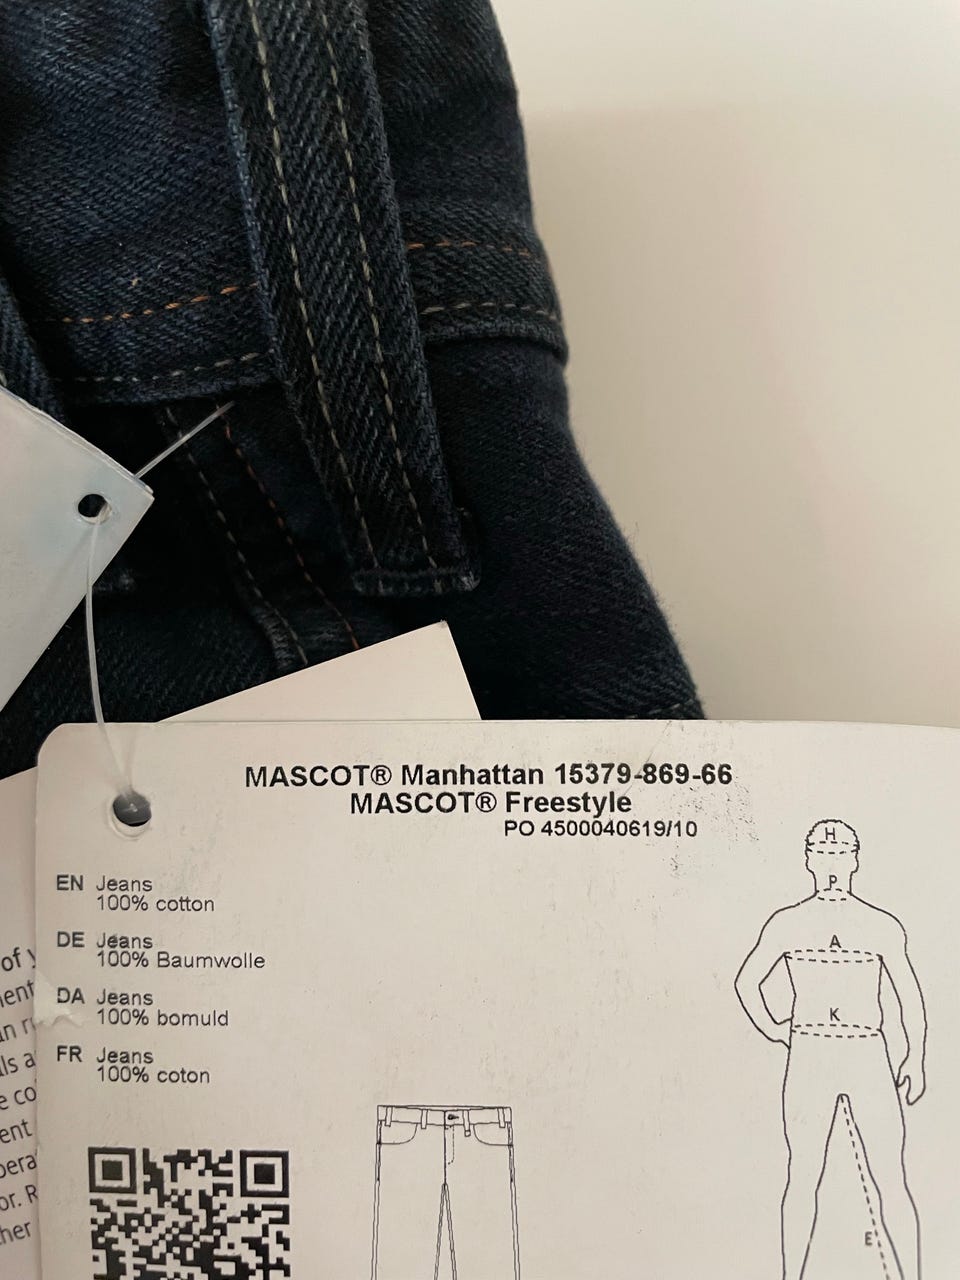 MASCOT® Manhattan 15379-869-66
MASCOT® Freestyle
PO 4500040619/10
EN Jeans
100% cotton
DE Jeans
100% Baumwolle
DA Jeans
100% bomuld
FR Jeans
100% coton
H
P
A
K
E
of